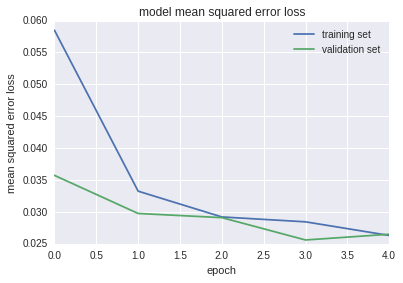 model mean squared error loss
0.060
0.055
0.050
0.045
0.040
0.035
0.030
0.025
mean squared error loss
training set
validation set
0.0 0.5 1.0 1.5 2.0 2.5 3.0 3.5 4.0
epoch